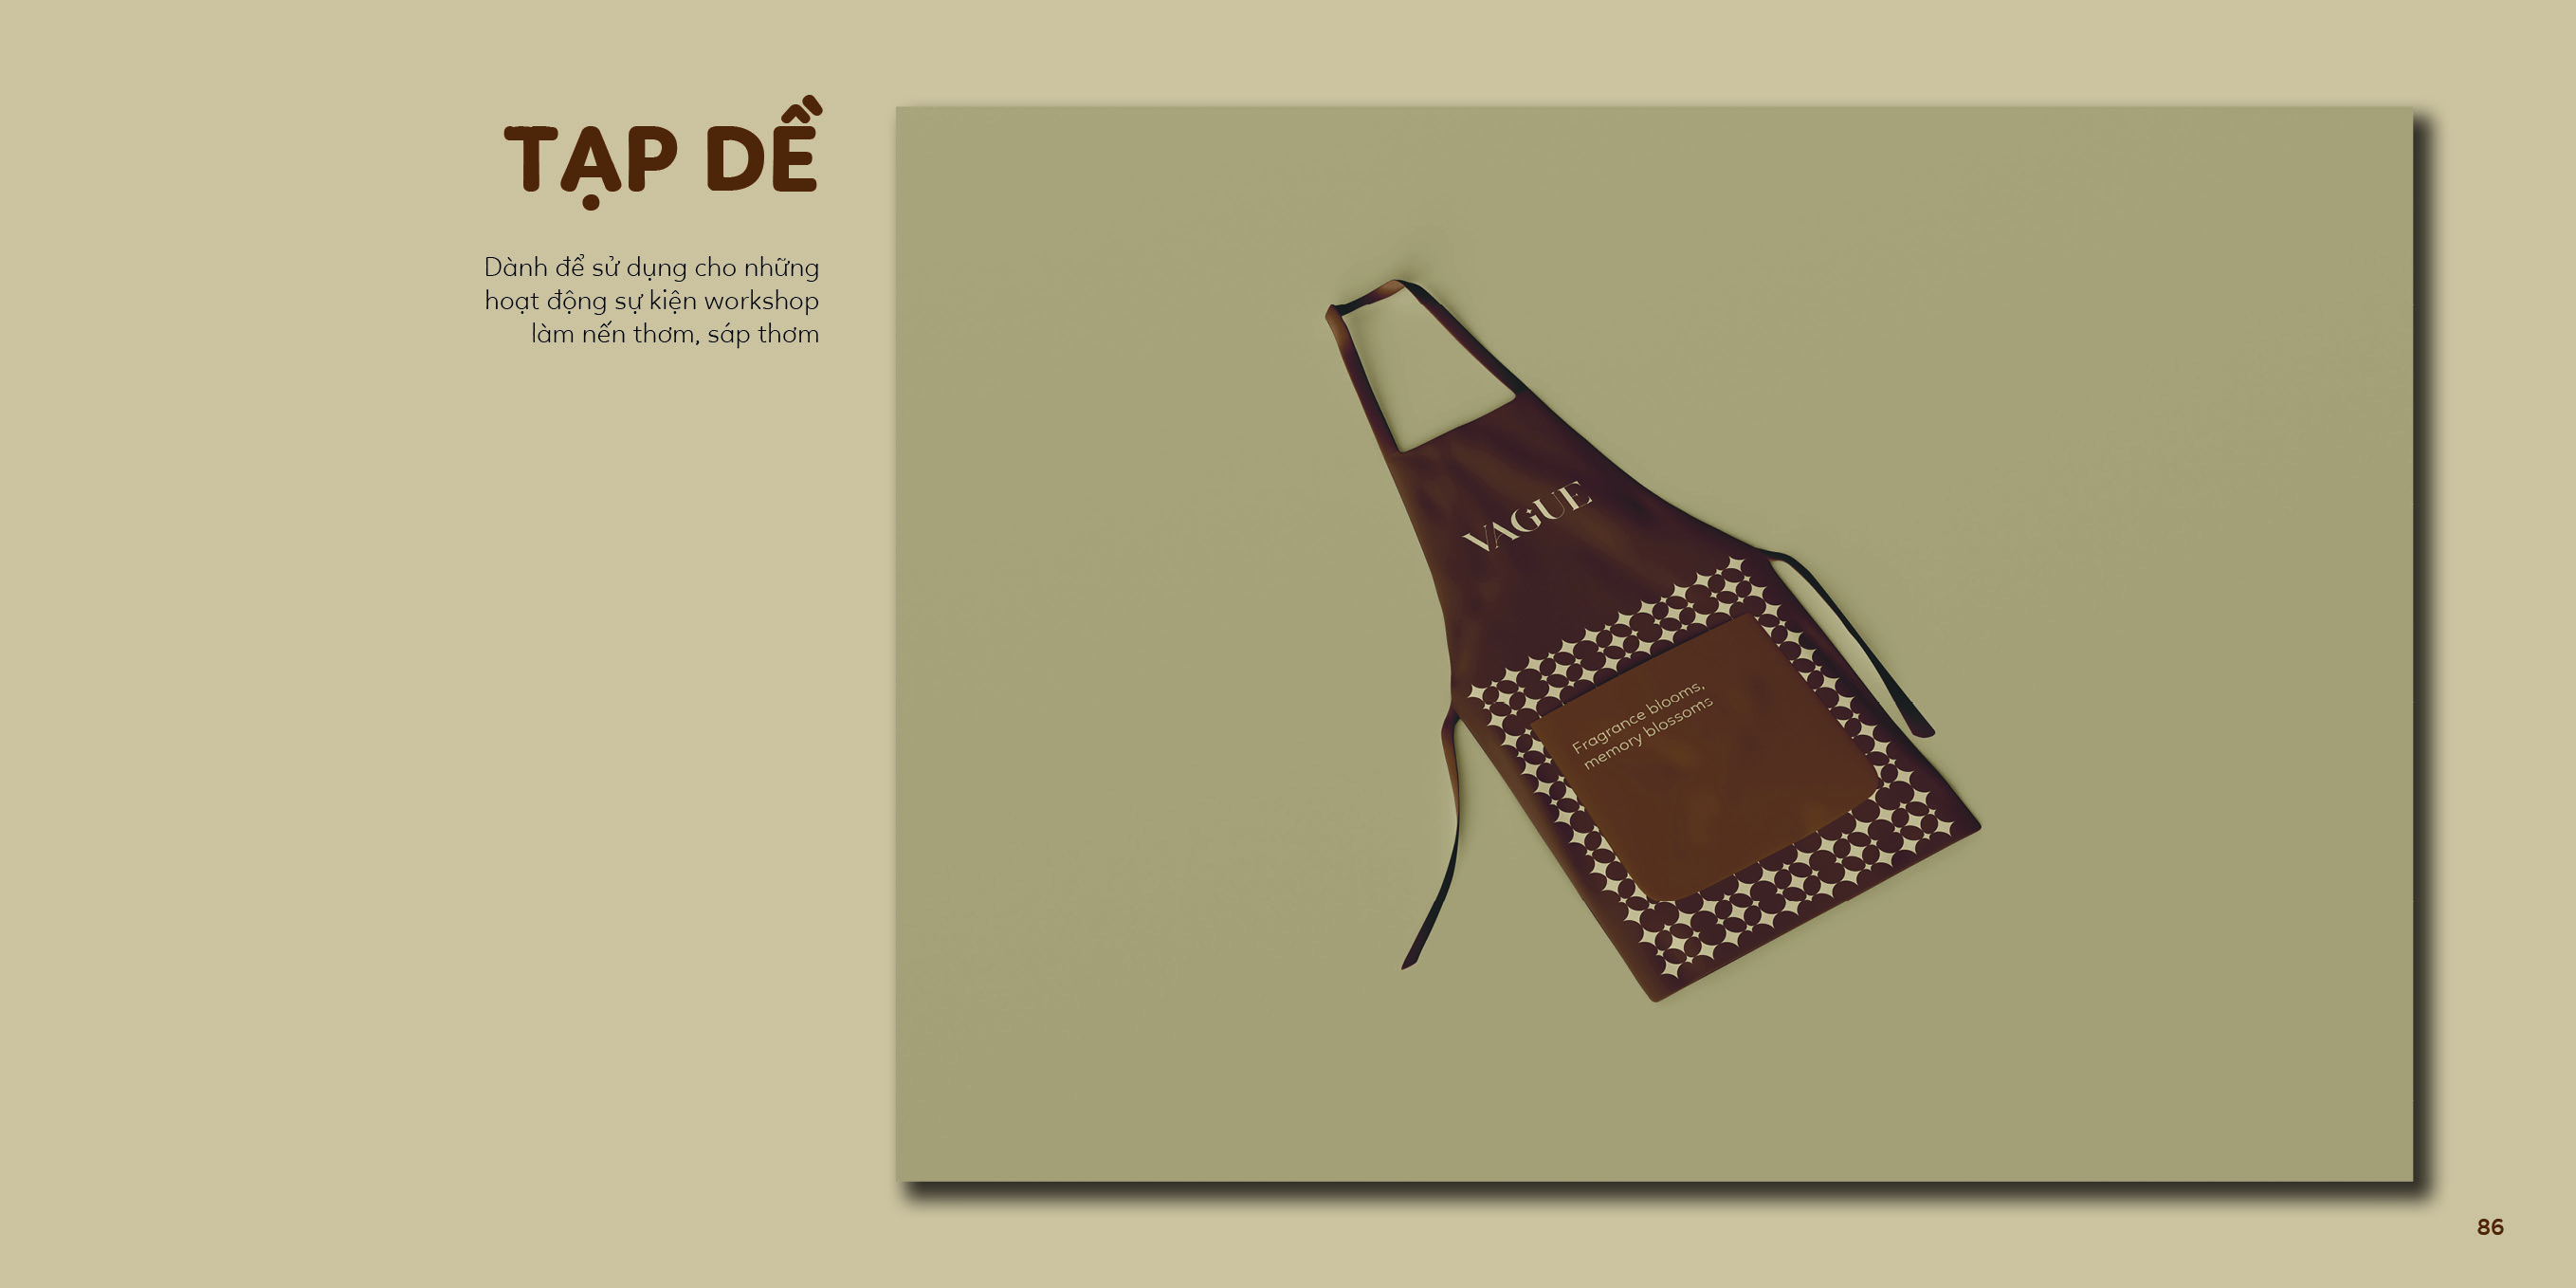 TẠP DỀ
Dành để sử dụng cho những
hoạt động sự kiện workshop
làm nến thơm, sáp thơm
VAGUE
Fragrance blooms,
memory blossoms
86